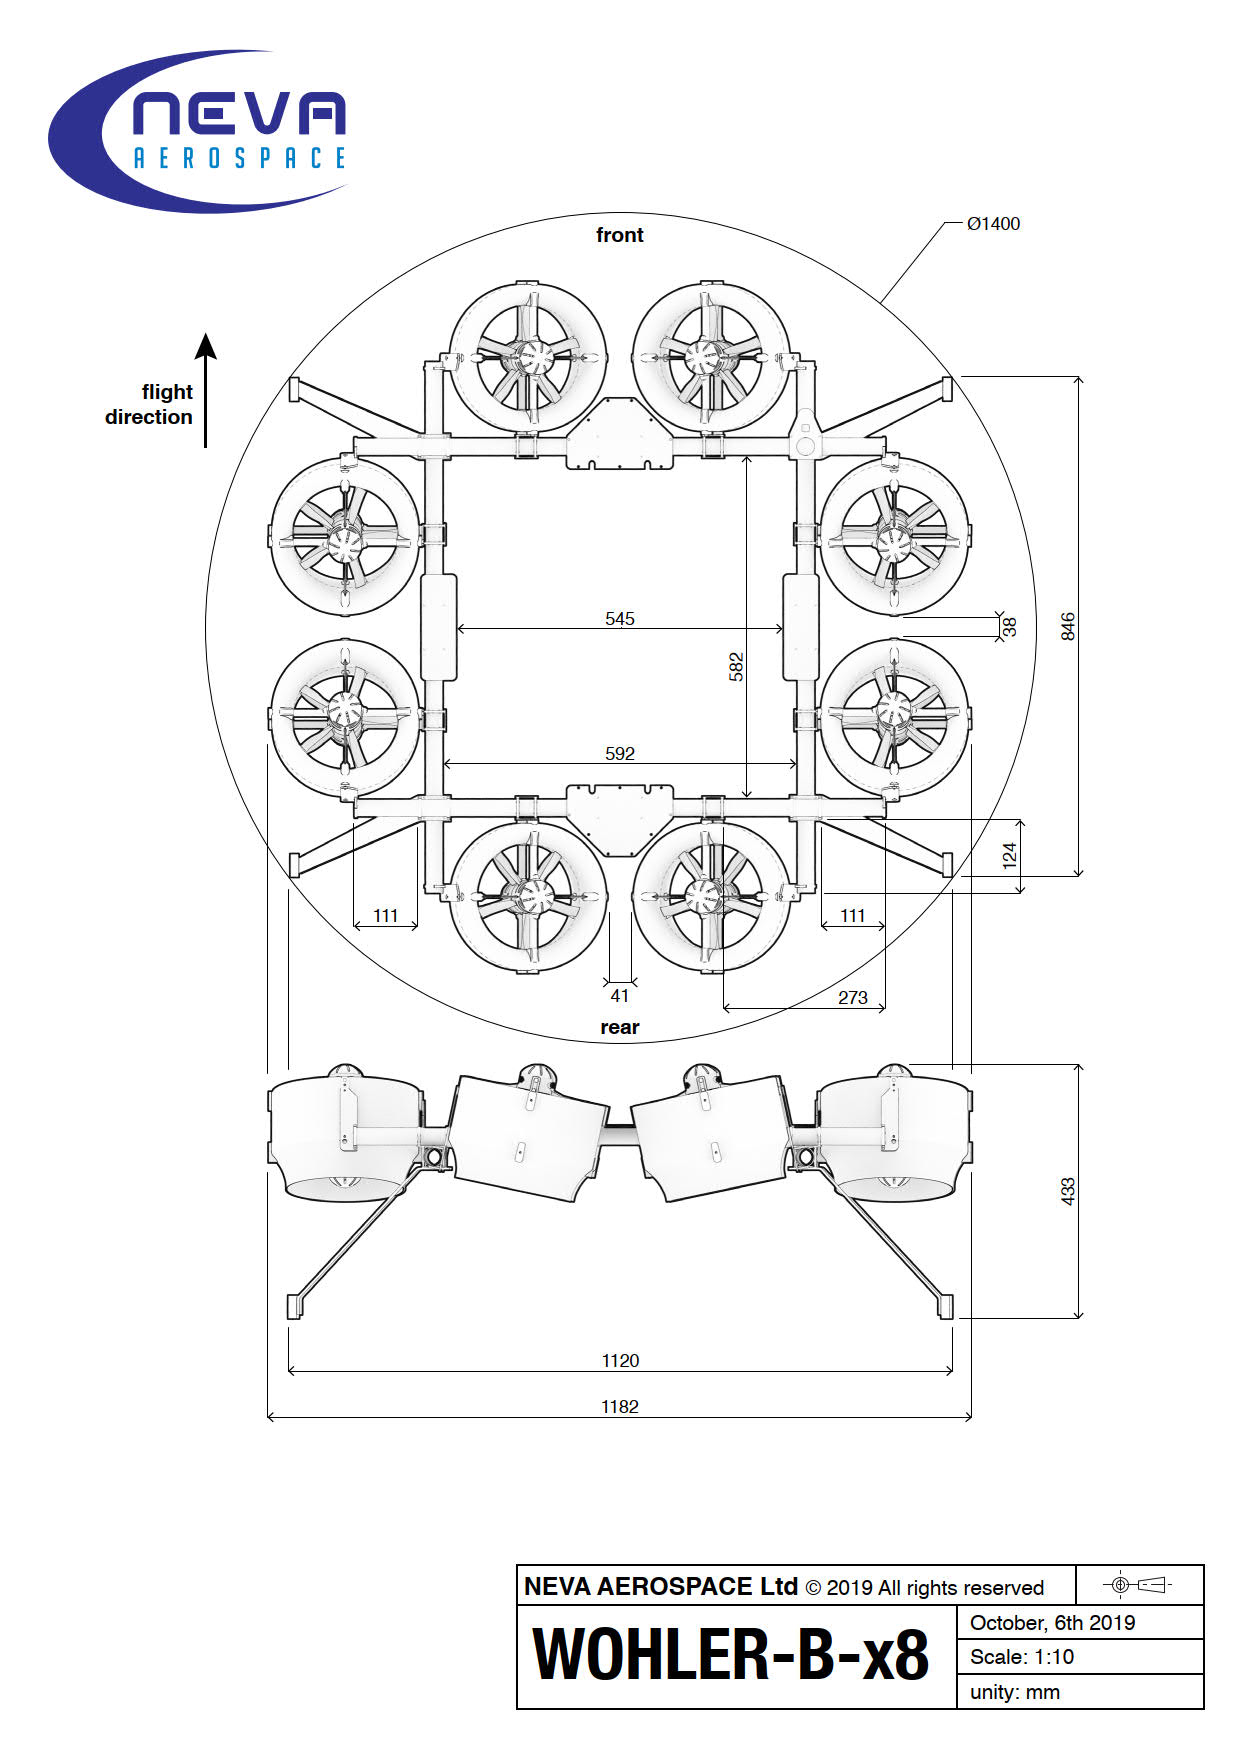 NEVA
AEROSPACE
front
Ø1400
flight
direction
545
582
38
846
592
124
111
111
41
273
rear
433
1120
1182
NEVA AEROSPACE Ltd © 2019 All rights reserved
WOHLER-B-x8
October, 6th 2019
Scale: 1:10
unity: mm